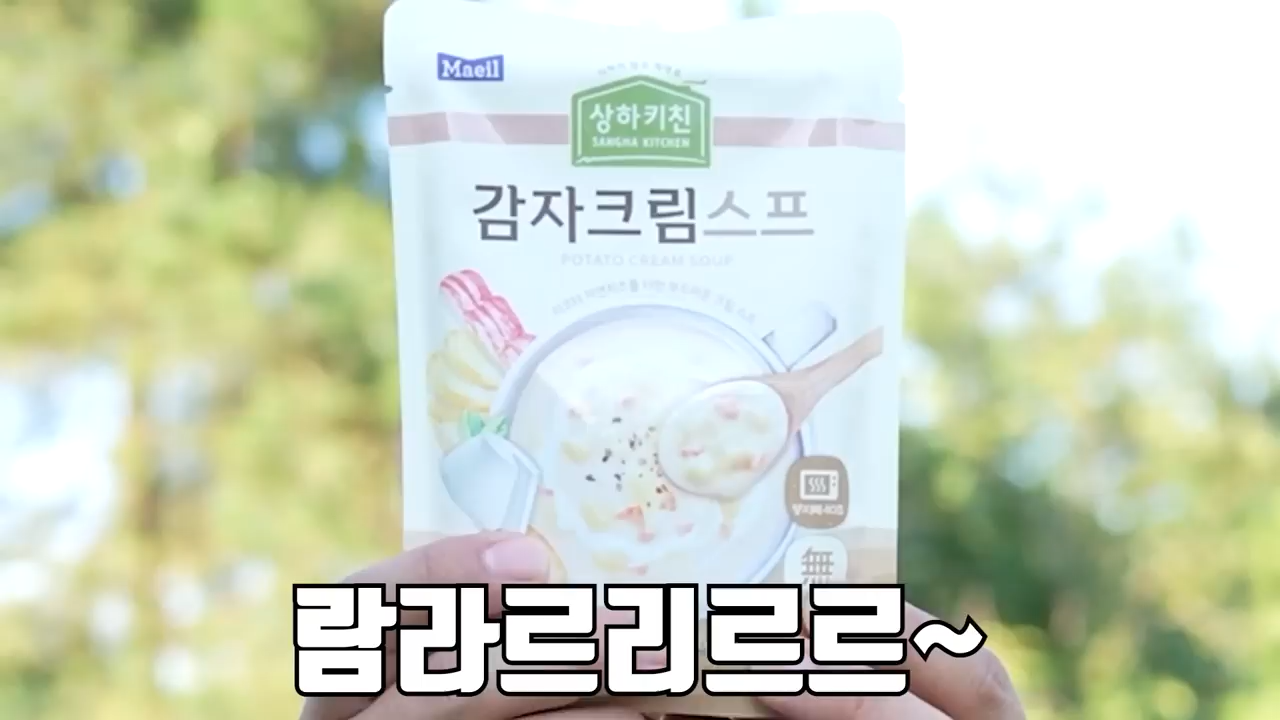 Maeil
상하키친
SANGHA KITCHEN
감자크림스프
POTATO CREAM SOUP
無
람라르리르르~